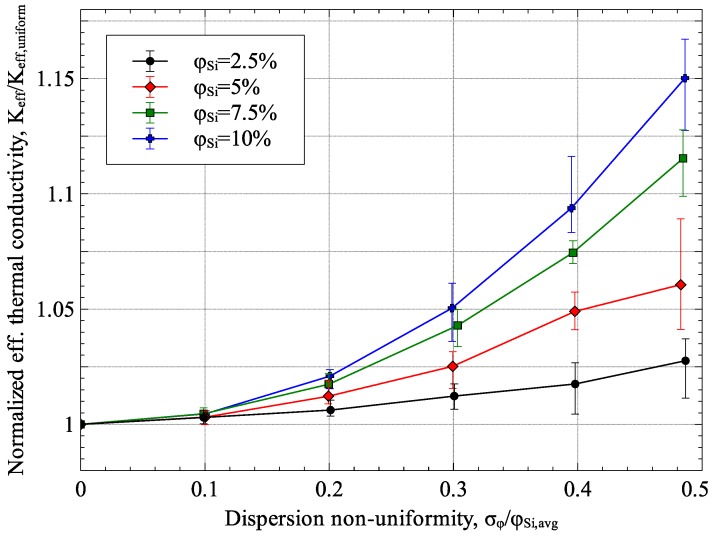 Normalized eff. thermal conductivity, Keff/Keff,uniform
1.15
1.1
1.05
1
φSi=2.5%
φSi=5%
φSi=7.5%
φSi=10%
0 0.1 0.2 0.3 0.4 0.5
Dispersion non-uniformity, σφ/φSi,avg